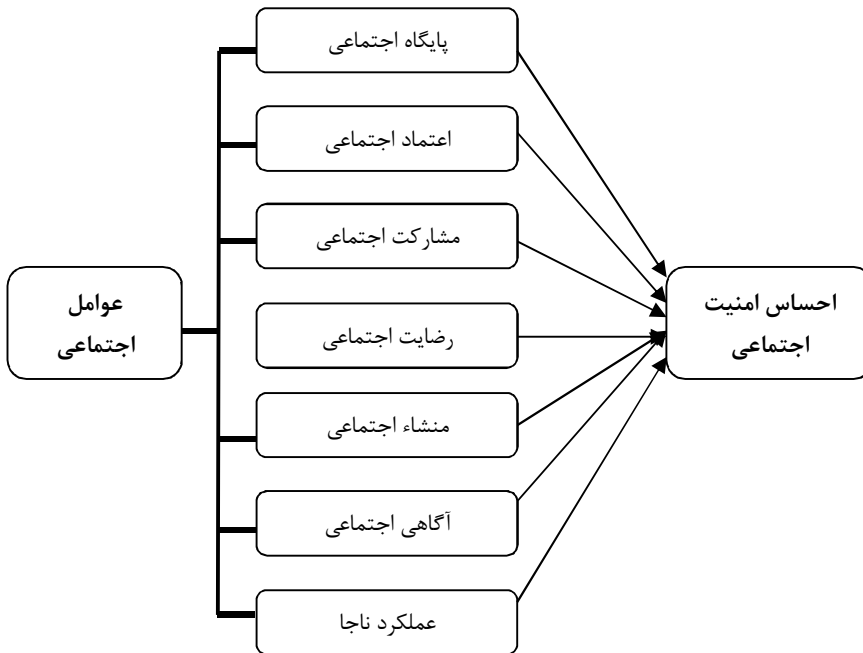 پایگاه اجتماعی
اعتماد اجتماعی
مشارکت اجتماعی
عوامل
اجتماعی
احساس امنیت
اجتماعی
رضایت اجتماعی
منشاء اجتماعی
آگاهی اجتماعی
عملکرد ناجا